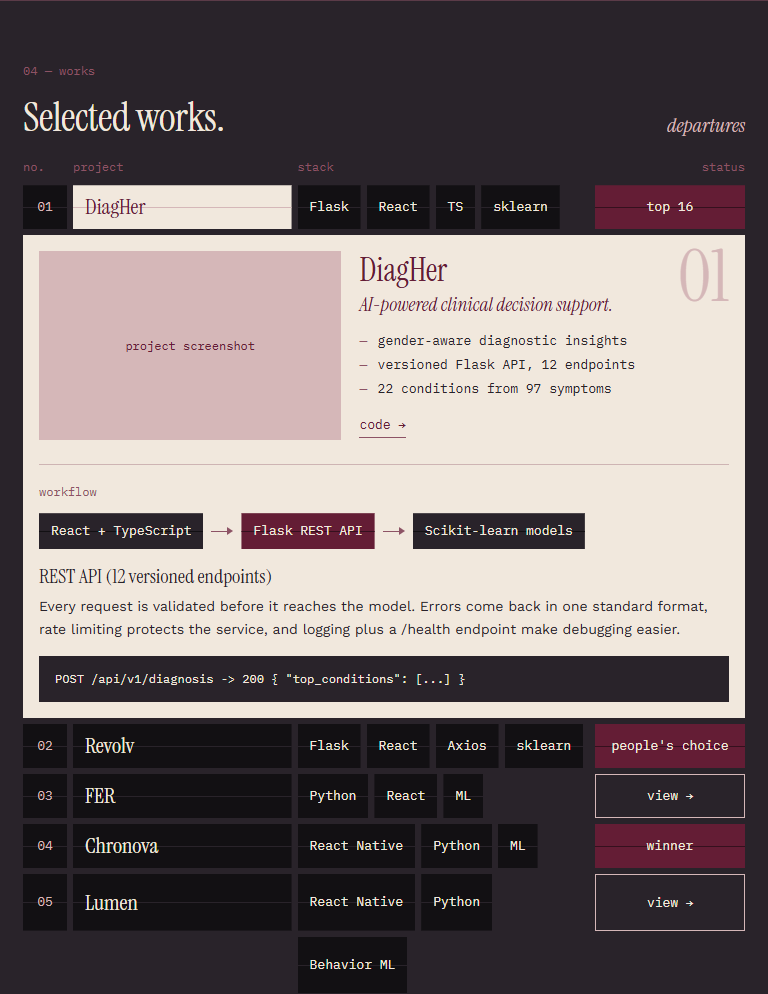 04 — works
Selected works.
departures
no. project stack status
01 DiagHer Flask React TS sklearn top 16
project screenshot
DiagHer
01
AI-powered clinical decision support.
— gender-aware diagnostic insights
— versioned Flask API, 12 endpoints
— 22 conditions from 97 symptoms
code →
workflow
React + TypeScript → Flask REST API → Scikit-learn models
REST API (12 versioned endpoints)
Every request is validated before it reaches the model. Errors come back in one standard format,
rate limiting protects the service, and logging plus a /health endpoint make debugging easier.
POST /api/v1/diagnosis -> 200 { "top_conditions": [...] }
02 Revolv Flask React Axios sklearn people's choice
03 FER Python React ML view →
04 Chronova React Native Python ML winner
05 Lumen React Native Python view →
Behavior ML